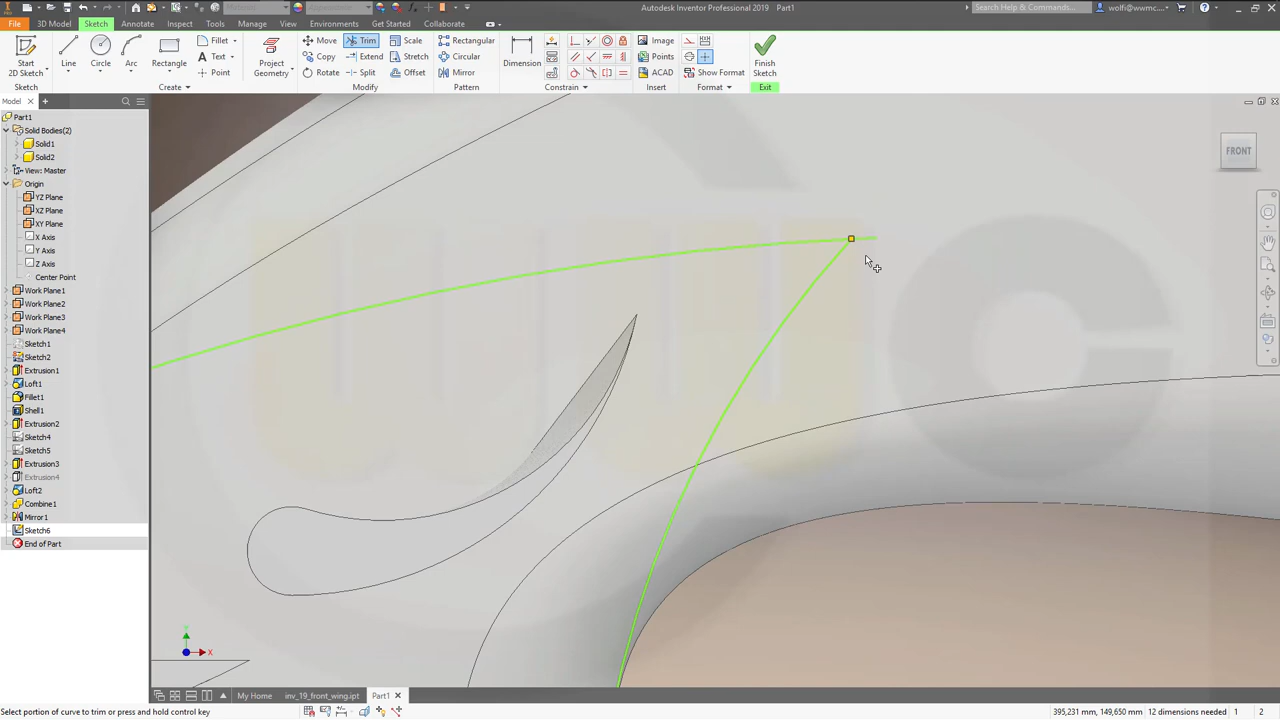 Autodesk Inventor Professional 2019 Part1
Search Help & Commands...
wolfi@wwmc...
File 3D Model Sketch Annotate Inspect Tools Manage View Environments Get Started Collaborate
Start
2D Sketch
Line
Circle
Arc
Rectangle
Fillet
Text
Point
Project
Geometry
Move
Copy
Rotate
Trim
Extend
Split
Scale
Stretch
Offset
Rectangular
Circular
Mirror
Dimension
Image
Points
ACAD
Show Format
Finish
Sketch
Sketch Create Modify Pattern Constrain Insert Format Exit
Model
Part1
Solid Bodies(2)
Solid1
Solid2
View: Master
Origin
YZ Plane
XZ Plane
XY Plane
X Axis
Y Axis
Z Axis
Center Point
Work Plane1
Work Plane2
Work Plane3
Work Plane4
Sketch1
Sketch2
Extrusion1
Loft1
Fillet1
Shell1
Extrusion2
Sketch4
Sketch5
Extrusion3
Extrusion4
Loft2
Combine1
Mirror1
Sketch6
End of Part
FRONT
Y
X
My Home inv_19_front_wing.ipt Part1
Select portion of curve to trim or press and hold control key
395,231 mm, 149,650 mm 12 dimensions needed 1 2